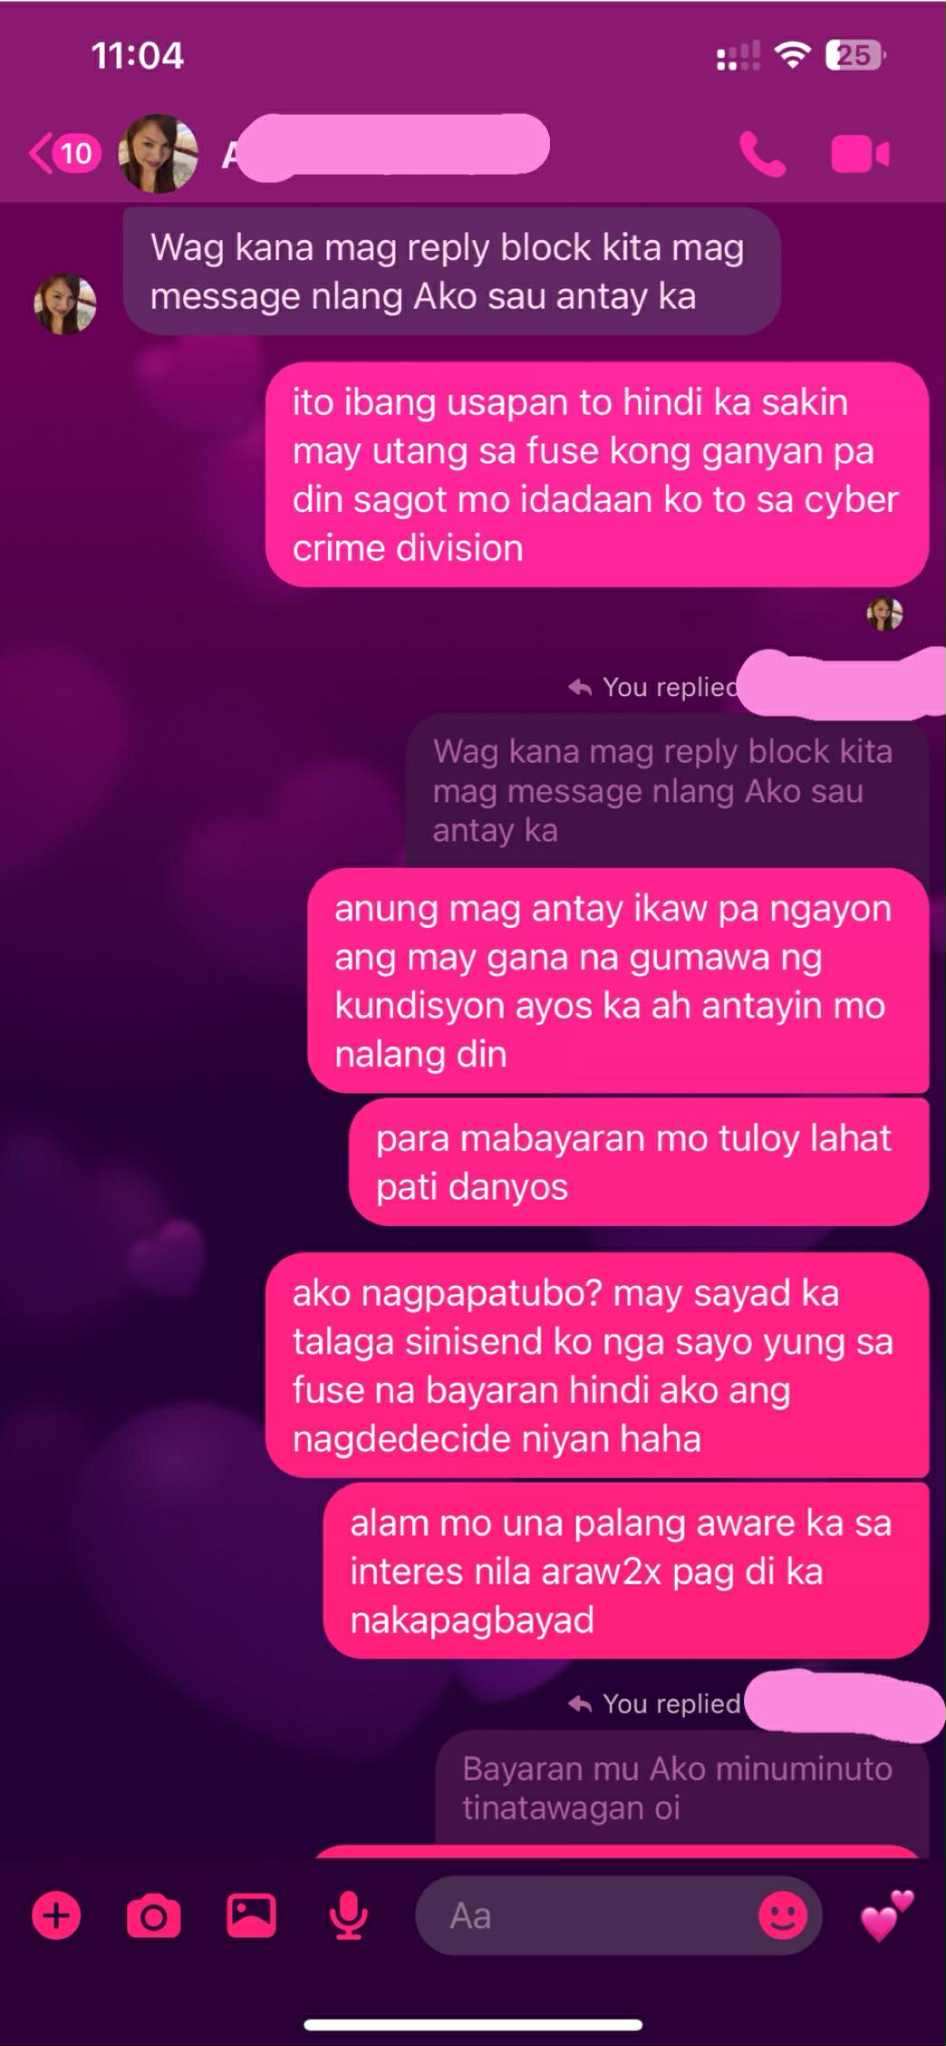 11:04
25
10
A
Wag kana mag reply block kita mag
message nlang Ako sau antay ka
ito ibang usapan to hindi ka sakin
may utang sa fuse kong ganyan pa
din sagot mo idadaan ko to sa cyber
crime division
You replied
Wag kana mag reply block kita
mag message nlang Ako sau
antay ka
anung mag antay ikaw pa ngayon
ang may gana na gumawa ng
kundisyon ayos ka ah antayin mo
nalang din
para mabayaran mo tuloy lahat
pati danyos
ako nagpapatubo? may sayad ka
talaga sinisend ko nga sayo yung sa
fuse na bayaran hindi ako ang
nagdedecide niyan haha
alam mo una palang aware ka sa
interes nila araw2x pag di ka
nakapagbayad
You replied
Bayaran mu Ako minuminuto
tinatawagan oi
Aa